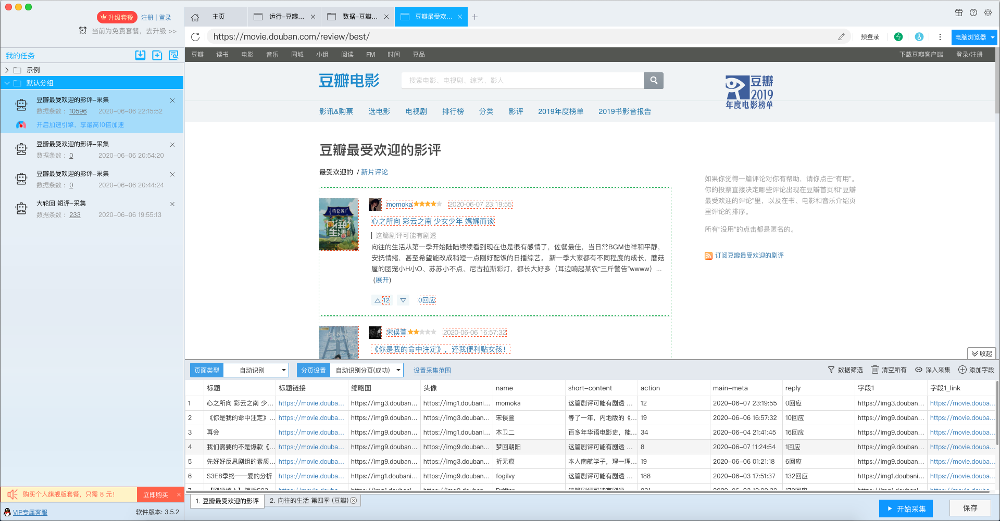 升级套餐 注册 | 登录
当前为免费套餐，去升级 >>
我的任务
示例
默认分组
豆瓣最受欢迎的影评-采集
数据条数： 10596 2020-06-06 22:15:52
开启加速引擎，享最高10倍加速
豆瓣最受欢迎的影评-采集
数据条数： 0 2020-06-06 20:54:20
豆瓣最受欢迎的影评-采集
数据条数： 0 2020-06-06 20:44:24
大轮回 短评-采集
数据条数： 233 2020-06-06 19:55:13
购买个人旗舰版套餐，只需 8 元！ 立即购买
VIP专属客服 软件版本: 3.5.2
主页 运行-豆瓣... 数据-豆瓣... 豆瓣最受欢...
https://movie.douban.com/review/best/ 预登录 电脑浏览器
豆瓣 读书 电影 音乐 同城 小组 阅读 FM 时间 豆品 下载豆瓣客户端 登录/注册
豆瓣电影 搜索电影、电视剧、综艺、影人
豆瓣
2019
年度电影榜单
影讯&购票 选电影 电视剧 排行榜 分类 影评 2019年度榜单 2019书影音报告
豆瓣最受欢迎的影评
最受欢迎的 / 新片评论
如果你觉得一篇评论对你有帮助，请你点击“有用”。
你的投票直接决定哪些评论出现在豆瓣首页和“豆瓣
最受欢迎的评论”里，以及在书、电影和音乐介绍页
里评论的排序。
所有“没用”的点击都是匿名的。
订阅豆瓣最受欢迎的剧评
momoka 2020-06-07 23:19:55
心之所向 彩云之南 少女少年 娓娓而谈
这篇剧评可能有剧透
向往的生活从第一季开始陆陆续续看到现在也是很有感情了，佐餐最佳，当日常BGM也祥和平静，
安抚情绪，甚至希望能改成稍短一点刚好配饭的日播综艺。 新一季大家都有不同程度的成长，蘑菇
屋的团宠小H小O、苏苏小不点、尼古拉斯彩灯，都长大好多（耳边响起某农“三斤警告”wwww）...
(展开)
12 0回应
宋俣萱 2020-06-06 16:57:32
《你是我的命中注定》，还我便利贴女孩！
收起
页面类型 自动识别 分页设置 自动识别分页(成功) 设置采集范围 数据筛选 清空所有 深入采集 添加字段
标题 标题链接 缩略图 头像 name short-content action main-meta reply 字段1 字段1_link
1 心之所向 彩云之南 少... https://movie.douba... https://img3.douban... https://img1.doubani... momoka 这篇剧评可能有剧透 ... 12 2020-06-07 23:19:55 0回应 https://img3.doubani... https://movie.douba...
2 《你是我的命中注定》... https://movie.douba... https://img9.douban... https://img3.doubani... 宋俣萱 等了一年，内地版的《... 19 2020-06-06 16:57:32 10回应 https://img9.doubani... https://movie.douba...
3 再会 https://movie.douba... https://img9.douban... https://img1.doubani... 木卫二 百多年华语电影史，能... 34 2020-06-04 21:41:45 16回应 https://img9.doubani... https://movie.douba...
4 我们需要的不是爆款《... https://movie.douba... https://img9.douban... https://img9.doubani... 梦回朝阳 这篇剧评可能有剧透 ... 8 2020-06-07 11:24:54 1回应 https://img9.doubani... https://movie.douba...
5 先好好反思剧组的素质... https://movie.douba... https://img9.douban... https://img3.doubani... 折无痕 本人南航学子，理一理... 19 2020-06-06 01:21:18 6回应 https://img9.doubani... https://movie.douba...
6 S3E8季终——爱的分析 https://movie.douba... https://img1.doubani... https://img9.douban... fogilvy 这篇剧评可能有剧透 ... 188 2020-06-03 17:51:37 132回应 https://img1.doubani... https://movie.douba...
1. 豆瓣最受欢迎的影评 2. 向往的生活 第四季 (豆瓣)
开始采集 保存